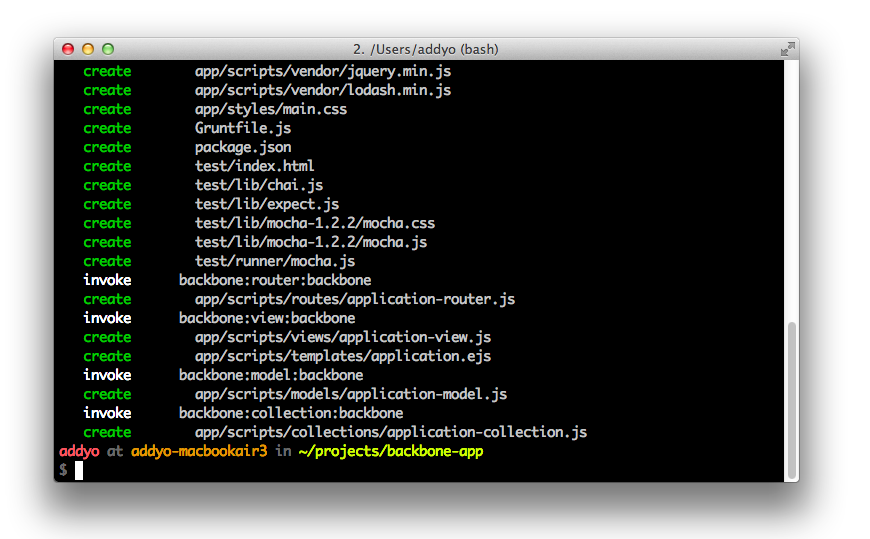 2. /Users/addyo (bash)
create app/scripts/vendor/jquery.min.js
create app/scripts/vendor/lodash.min.js
create app/styles/main.css
create Gruntfile.js
create package.json
create test/index.html
create test/lib/chai.js
create test/lib/expect.js
create test/lib/mocha-1.2.2/mocha.css
create test/lib/mocha-1.2.2/mocha.js
create test/runner/mocha.js
invoke backbone:router:backbone
create app/scripts/routes/application-router.js
invoke backbone:view:backbone
create app/scripts/views/application-view.js
create app/scripts/templates/application.ejs
invoke backbone:model:backbone
create app/scripts/models/application-model.js
invoke backbone:collection:backbone
create app/scripts/collections/application-collection.js
addyo at addyo-macbookair3 in ~/projects/backbone-app
$